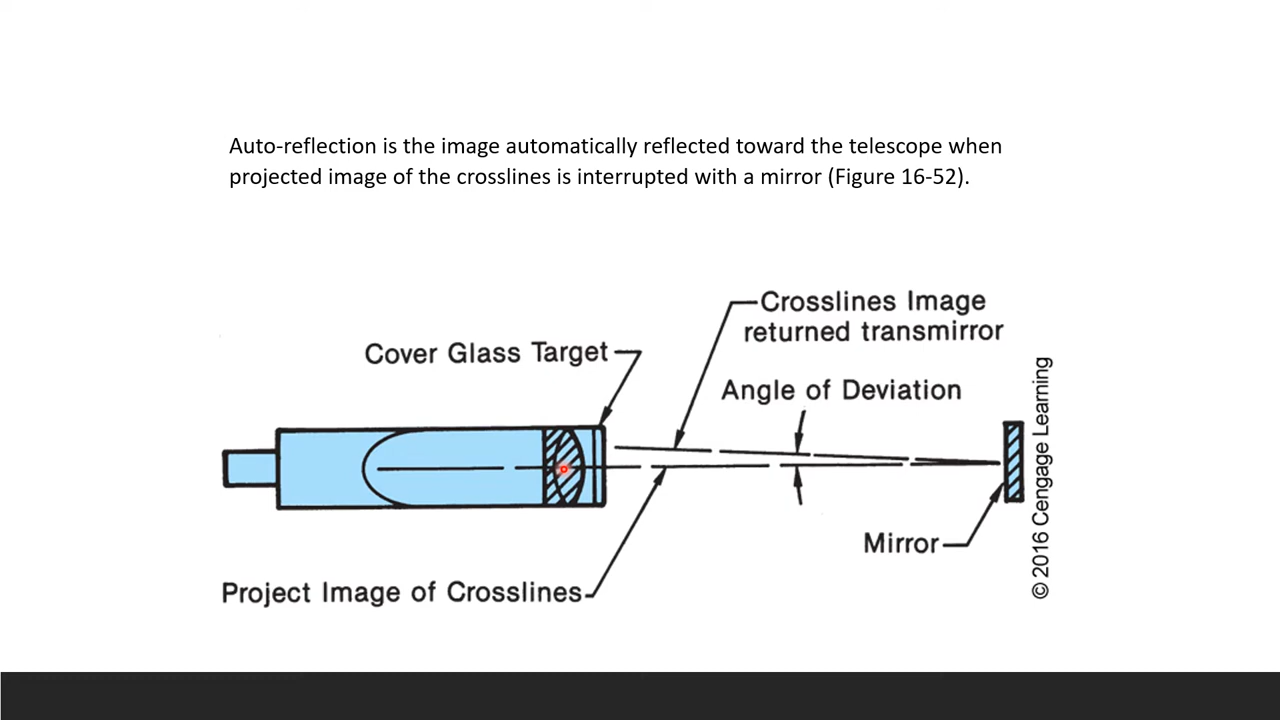 Auto-reflection is the image automatically reflected toward the telescope when
projected image of the crosslines is interrupted with a mirror (Figure 16-52).
Crosslines Image
returned transmirror
Cover Glass Target
Angle of Deviation
Mirror
Project Image of Crosslines
© 2016 Cengage Learning